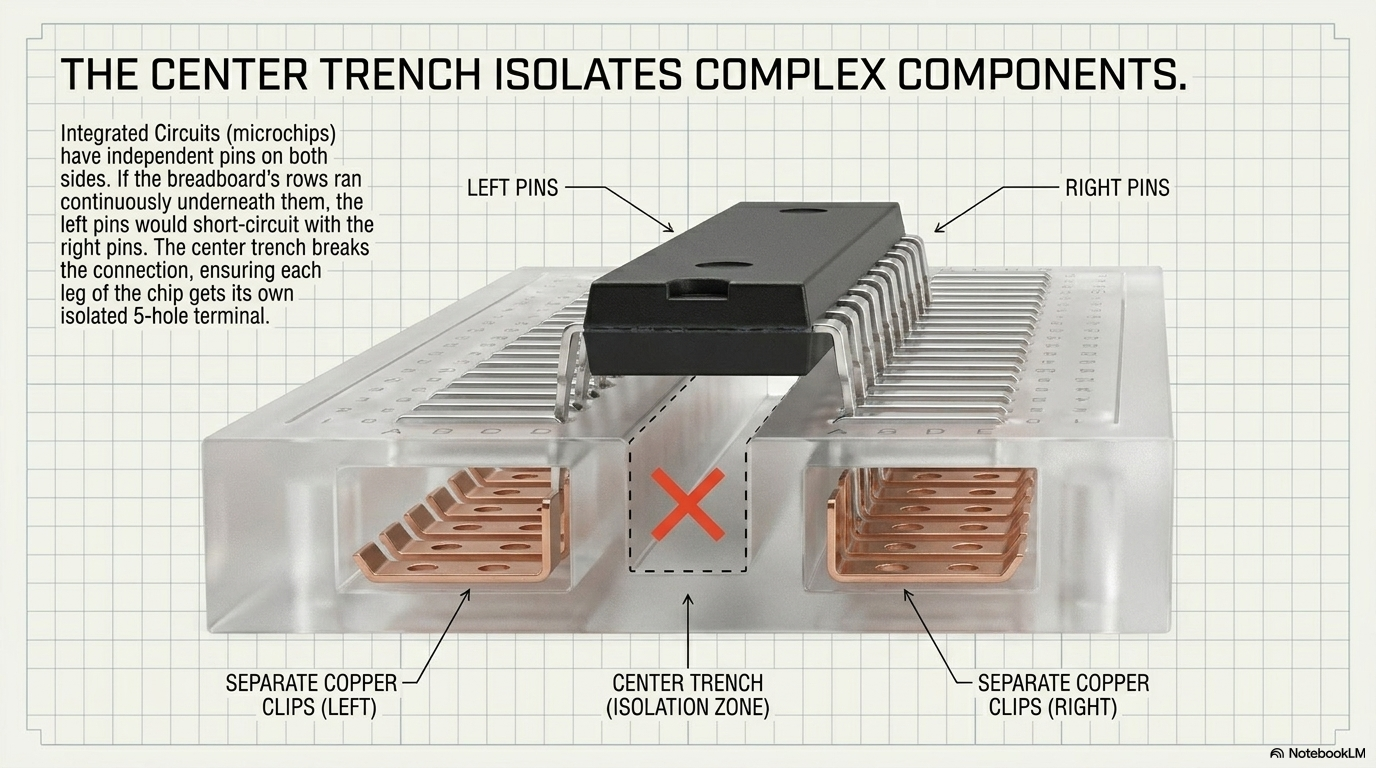 THE CENTER TRENCH ISOLATES COMPLEX COMPONENTS.
Integrated Circuits (microchips)
have independent pins on both
sides. If the breadboard's rows ran
continuously underneath them, the
left pins would short-circuit with the
right pins. The center trench breaks
the connection, ensuring each
leg of the chip gets its own
isolated 5-hole terminal.
LEFT PINS
RIGHT PINS
A B C D
A B D E
SEPARATE COPPER
CLIPS (LEFT)
CENTER TRENCH
(ISOLATION ZONE)
SEPARATE COPPER
CLIPS (RIGHT)
NotebookLM